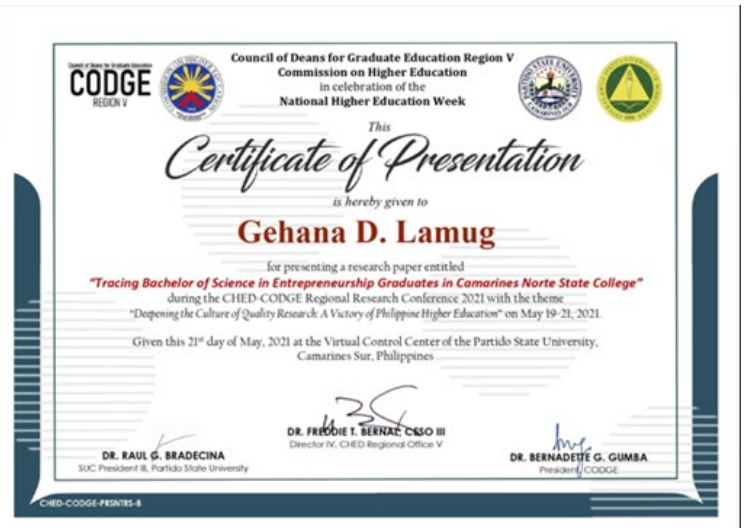 Council of Deans for Graduate Education
CODGE
REGION V
Council of Deans for Graduate Education Region V
Commission on Higher Education
in celebration of the
National Higher Education Week
This
Certificate of Presentation
is hereby given to
Gehana D. Lamug
for presenting a research paper entitled
"Tracing Bachelor of Science in Entrepreneurship Graduates in Camarines Norte State College"
during the CHED-CODGE Regional Research Conference 2021 with the theme
"Deepening the Culture of Quality Research: A Victory of Philippine Higher Education" on May 19-21, 2021.
Given this 21st day of May, 2021 at the Virtual Control Center of the Partido State University,
Camarines Sur, Philippines
DR. FREDDIE T. BERNAL, CESO III
Director IV, CHED Regional Office V
DR. RAUL G. BRADECINA
SUC President III, Partido State University
DR. BERNADETTE G. GUMBA
President, CODGE
CHED-CODGE-PRSNTRS-8